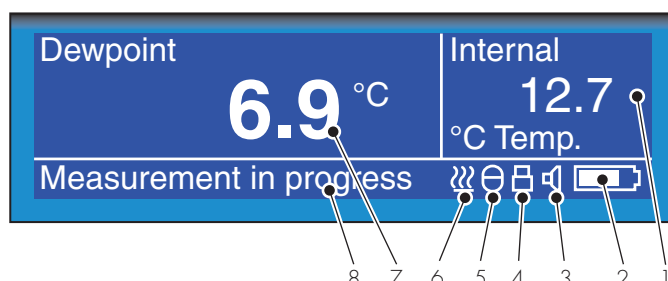 Dewpoint
6.9 °C
Internal
12.7
°C Temp.
Measurement in progress
8 7 6 5 4 3 2 1